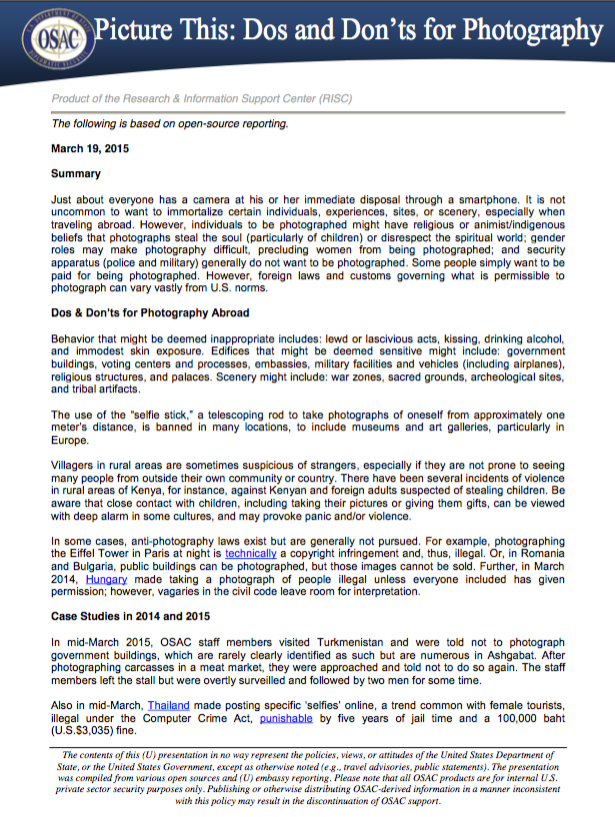 OSAC
Picture This: Dos and Don'ts for Photography
Product of the Research & Information Support Center (RISC)
The following is based on open-source reporting.
March 19, 2015
Summary
Just about everyone has a camera at his or her immediate disposal through a smartphone. It is not
uncommon to want to immortalize certain individuals, experiences, sites, or scenery, especially when
traveling abroad. However, individuals to be photographed might have religious or animist/indigenous
beliefs that photographs steal the soul (particularly of children) or disrespect the spiritual world; gender
roles may make photography difficult, precluding women from being photographed; and security
apparatus (police and military) generally do not want to be photographed. Some people simply want to be
paid for being photographed. However, foreign laws and customs governing what is permissible to
photograph can vary vastly from U.S. norms.
Dos & Don'ts for Photography Abroad
Behavior that might be deemed inappropriate includes: lewd or lascivious acts, kissing, drinking alcohol,
and immodest skin exposure. Edifices that might be deemed sensitive might include: government
buildings, voting centers and processes, embassies, military facilities and vehicles (including airplanes),
religious structures, and palaces. Scenery might include: war zones, sacred grounds, archeological sites,
and tribal artifacts.
The use of the "selfie stick," a telescoping rod to take photographs of oneself from approximately one
meter's distance, is banned in many locations, to include museums and art galleries, particularly in
Europe.
Villagers in rural areas are sometimes suspicious of strangers, especially if they are not prone to seeing
many people from outside their own community or country. There have been several incidents of violence
in rural areas of Kenya, for instance, against Kenyan and foreign adults suspected of stealing children. Be
aware that close contact with children, including taking their pictures or giving them gifts, can be viewed
with deep alarm in some cultures, and may provoke panic and/or violence.
In some cases, anti-photography laws exist but are generally not pursued. For example, photographing
the Eiffel Tower in Paris at night is technically a copyright infringement and, thus, illegal. Or, in Romania
and Bulgaria, public buildings can be photographed, but those images cannot be sold. Further, in March
2014, Hungary made taking a photograph of people illegal unless everyone included has given
permission; however, vagaries in the civil code leave room for interpretation.
Case Studies in 2014 and 2015
In mid-March 2015, OSAC staff members visited Turkmenistan and were told not to photograph
government buildings, which are rarely clearly identified as such but are numerous in Ashgabat. After
photographing carcasses in a meat market, they were approached and told not to do so again. The staff
members left the stall but were overtly surveilled and followed by two men for some time.
Also in mid-March, Thailand made posting specific 'selfies' online, a trend common with female tourists,
illegal under the Computer Crime Act, punishable by five years of jail time and a 100,000 baht
(U.S.$3,035) fine.
The contents of this (U) presentation in no way represent the policies, views, or attitudes of the United States Department of
State, or the United States Government, except as otherwise noted (e.g., travel advisories, public statements). The presentation
was compiled from various open sources and (U) embassy reporting. Please note that all OSAC products are for internal U.S.
private sector security purposes only. Publishing or otherwise distributing OSAC-derived information in a manner inconsistent
with this policy may result in the discontinuation of OSAC support.